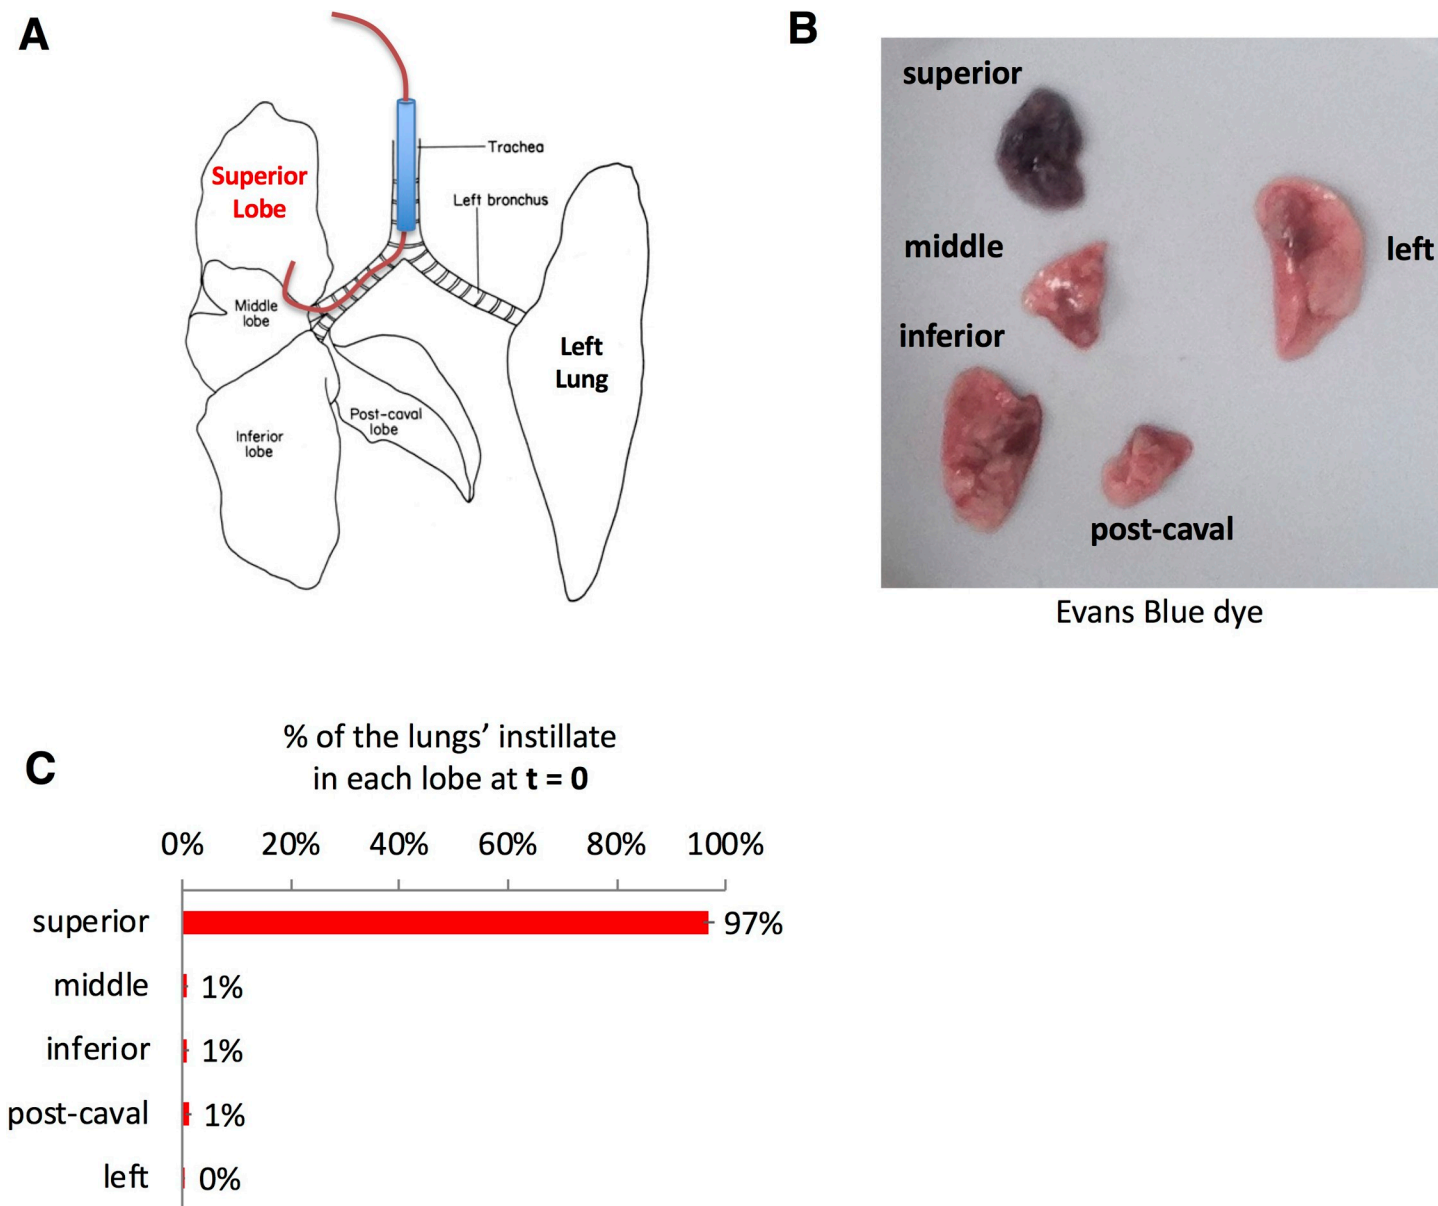 A
Trachea
Superior
Lobe
Left bronchus
Middle
lobe
Left
Lung
Post-caval
lobe
Inferior
lobe
B
superior
middle
left
inferior
post-caval
Evans Blue dye
C
% of the lungs’ instillate
in each lobe at t = 0
0% 20% 40% 60% 80% 100%
superior 97%
middle 1%
inferior 1%
post-caval 1%
left 0%